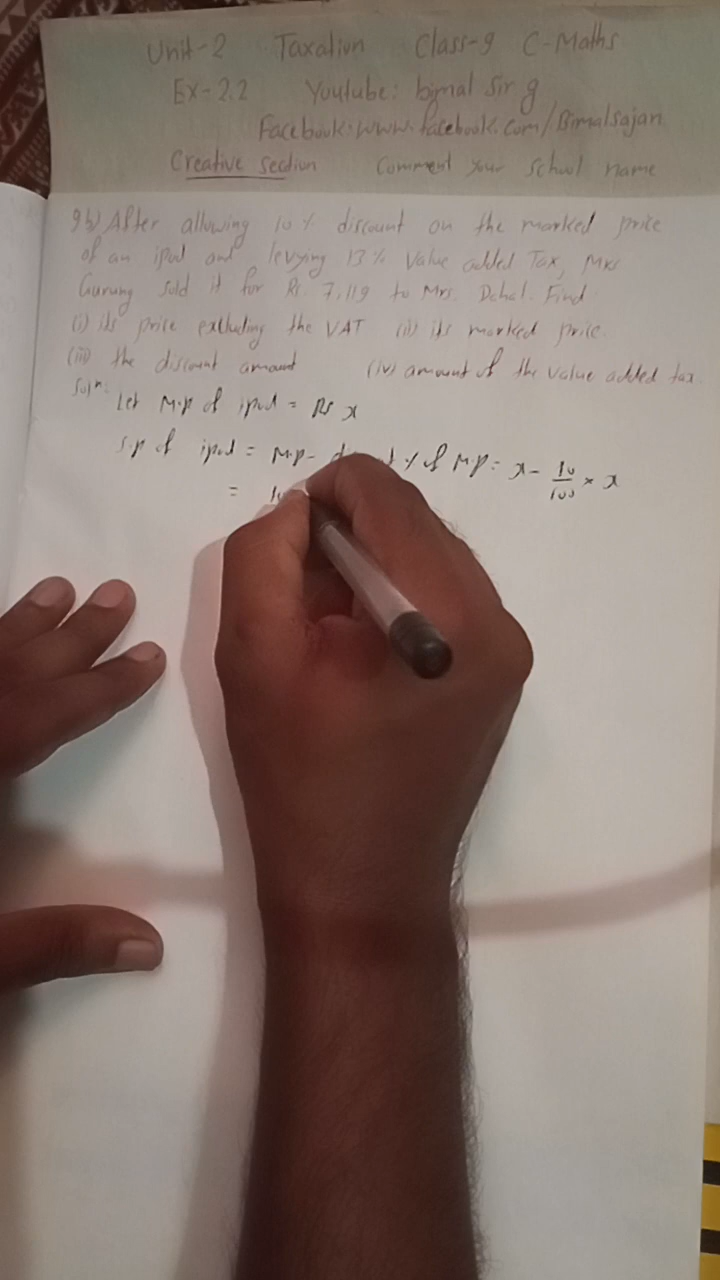 Unit-2 Taxation Class-9 C-Maths
Ex-2.2 Youtube: bimal sir g
Facebook:www.facebook.com/Bimalsajan
Creative section Comment your school name
9b) After allowing 10% discount on the marked price
of an ipod and levying 13% Value added Tax, Mrs
Gurung sold it for Rs. 7,119 to Mrs. Dahal. Find
(i) its price excluding the VAT (ii) its marked price.
(iii) the discount amount (iv) amount of the value added tax.
Solⁿ:
Let M.P of ipod = Rs x
S.P of ipod = M.P- % of M.P = x - 10/100 × x
=